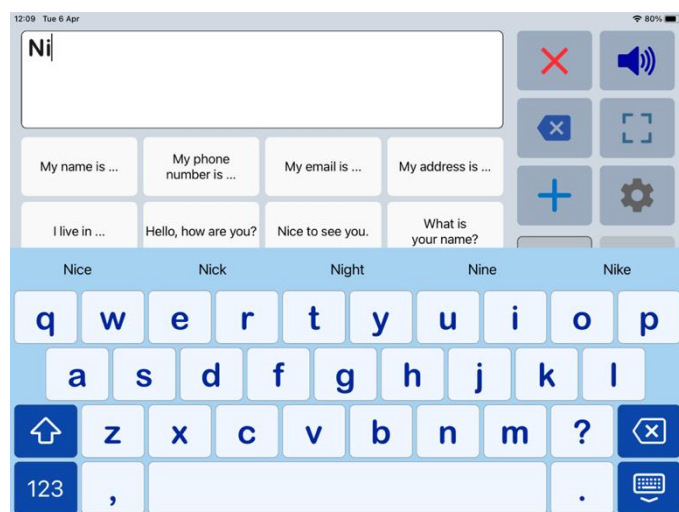 12:09 Tue 6 Apr 80%
Ni
My name is ...
My phone
number is ...
My email is ...
My address is ...
I live in ...
Hello, how are you?
Nice to see you.
What is
your name?
Nice Nick Night Nine Nike
q w e r t y u i o p
a s d f g h j k l
z x c v b n m ?
123 , .